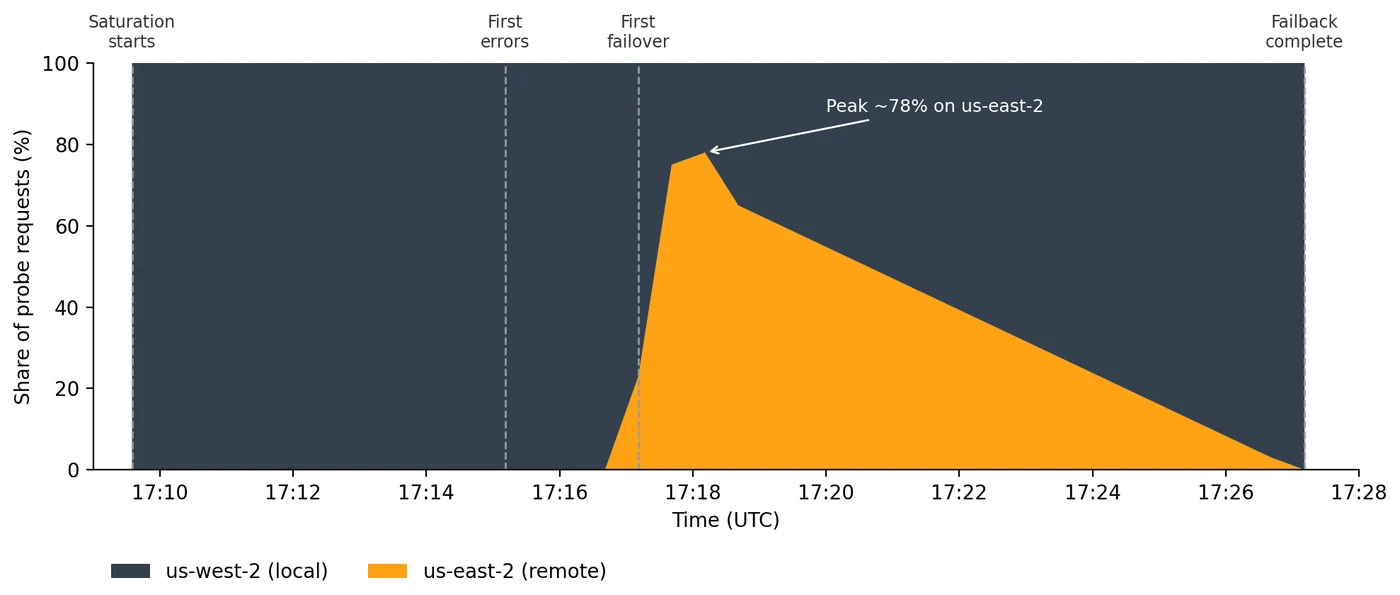 Saturation
starts
First
errors
First
failover
Failback
complete
Peak ~78% on us-east-2
Share of probe requests (%)
100
80
60
40
20
0
17:10
17:12
17:14
17:16
17:18
17:20
17:22
17:24
17:26
17:28
Time (UTC)
us-west-2 (local)
us-east-2 (remote)